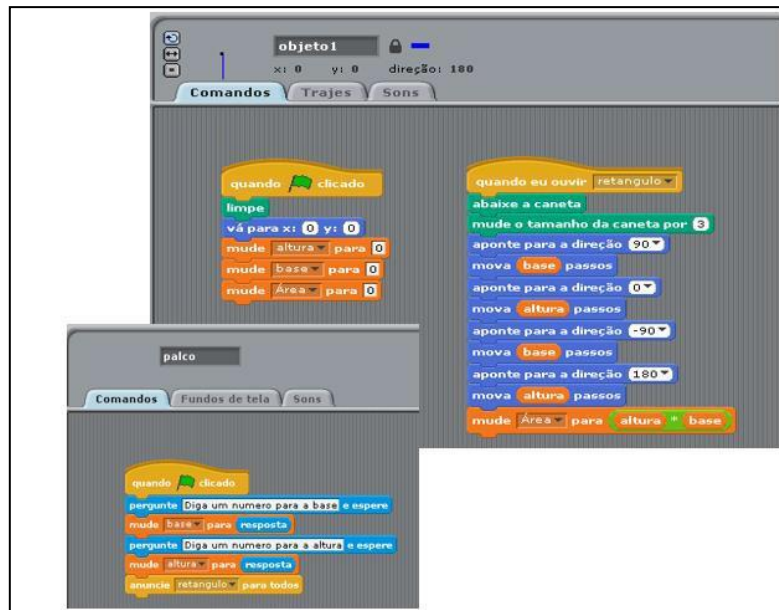 objeto1
x: 0 y: 0 direção: 180
Comandos Trajes Sons
quando clicado
limpe
vá para x: 0 y: 0
mude altura para 0
mude base para 0
mude Área para 0
quando eu ouvir retangulo
abaixe a caneta
mude o tamanho da caneta por 3
aponte para a direção 90
mova base passos
aponte para a direção 0
mova altura passos
aponte para a direção -90
mova base passos
aponte para a direção 180
mova altura passos
mude Área para altura * base
palco
Comandos Fundos de tela Sons
quando clicado
pergunte Diga um numero para a base e espere
mude base para resposta
pergunte Diga um numero para a altura e espere
mude altura para resposta
anuncie retangulo para todos